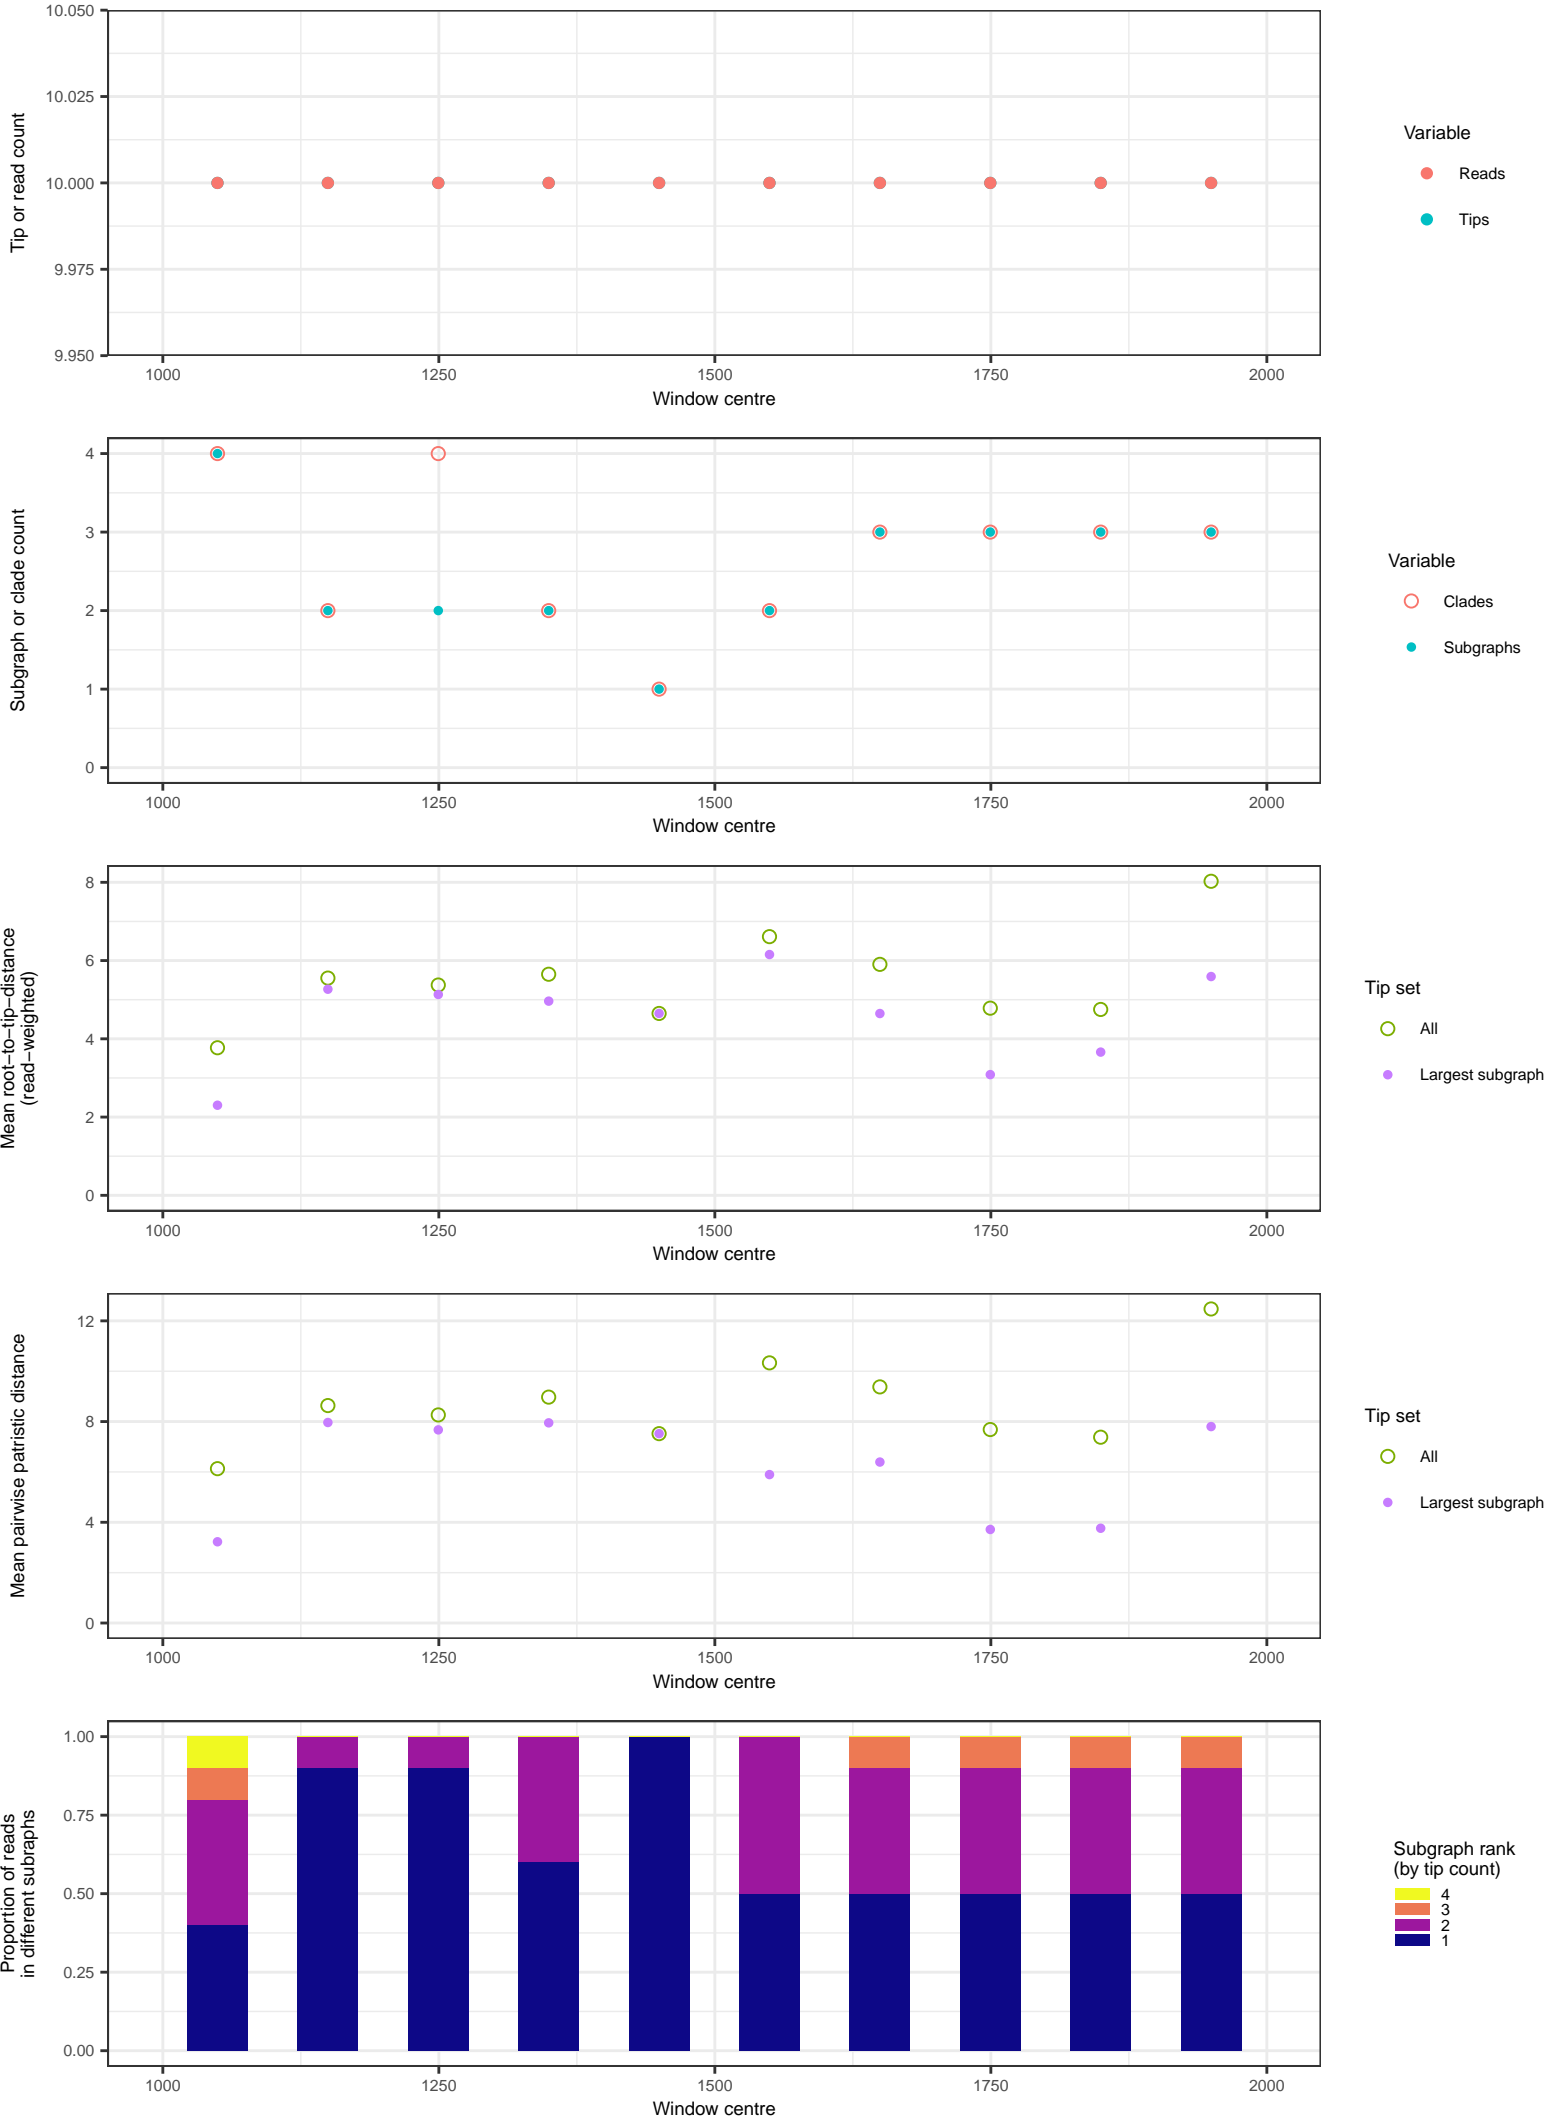 10.050
10.025
10.000
9.975
9.950
Tip or read count
1000 1250 1500 1750 2000
Window centre
Variable
Reads
Tips
4
3
2
1
0
Subgraph or clade count
1000 1250 1500 1750 2000
Window centre
Variable
Clades
Subgraphs
8
6
4
2
0
Mean root−to−tip−distance
(read−weighted)
1000 1250 1500 1750 2000
Window centre
Tip set
All
Largest subgraph
12
8
4
0
Mean pairwise patristic distance
1000 1250 1500 1750 2000
Window centre
Tip set
All
Largest subgraph
1.00
0.75
0.50
0.25
0.00
Proportion of reads
in different subraphs
1000 1250 1500 1750 2000
Window centre
Subgraph rank
(by tip count)
4
3
2
1